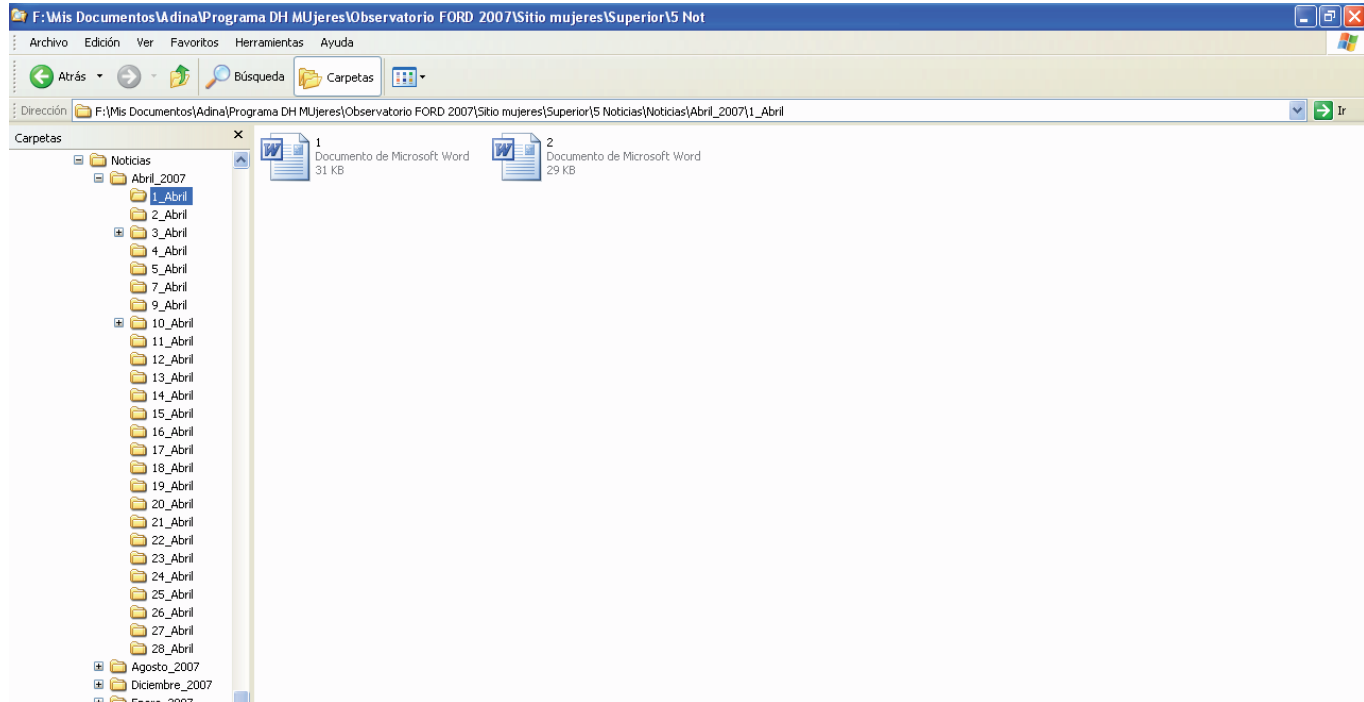 F:\Mis Documentos\Adina\Programa DH MUjeres\Observatorio FORD 2007\Sitio mujeres\Superior\5 Not
Archivo Edición Ver Favoritos Herramientas Ayuda
Atrás Búsqueda Carpetas
Dirección F:\Mis Documentos\Adina\Programa DH MUjeres\Observatorio FORD 2007\Sitio mujeres\Superior\5 Noticias\Noticias\Abril_2007\1_Abril Ir
Carpetas
Noticias
Abril_2007
1_Abril
2_Abril
3_Abril
4_Abril
5_Abril
7_Abril
9_Abril
10_Abril
11_Abril
12_Abril
13_Abril
14_Abril
15_Abril
16_Abril
17_Abril
18_Abril
19_Abril
20_Abril
21_Abril
22_Abril
23_Abril
24_Abril
25_Abril
26_Abril
27_Abril
28_Abril
Agosto_2007
Diciembre_2007
Enero_2007
1
Documento de Microsoft Word
31 KB
2
Documento de Microsoft Word
29 KB